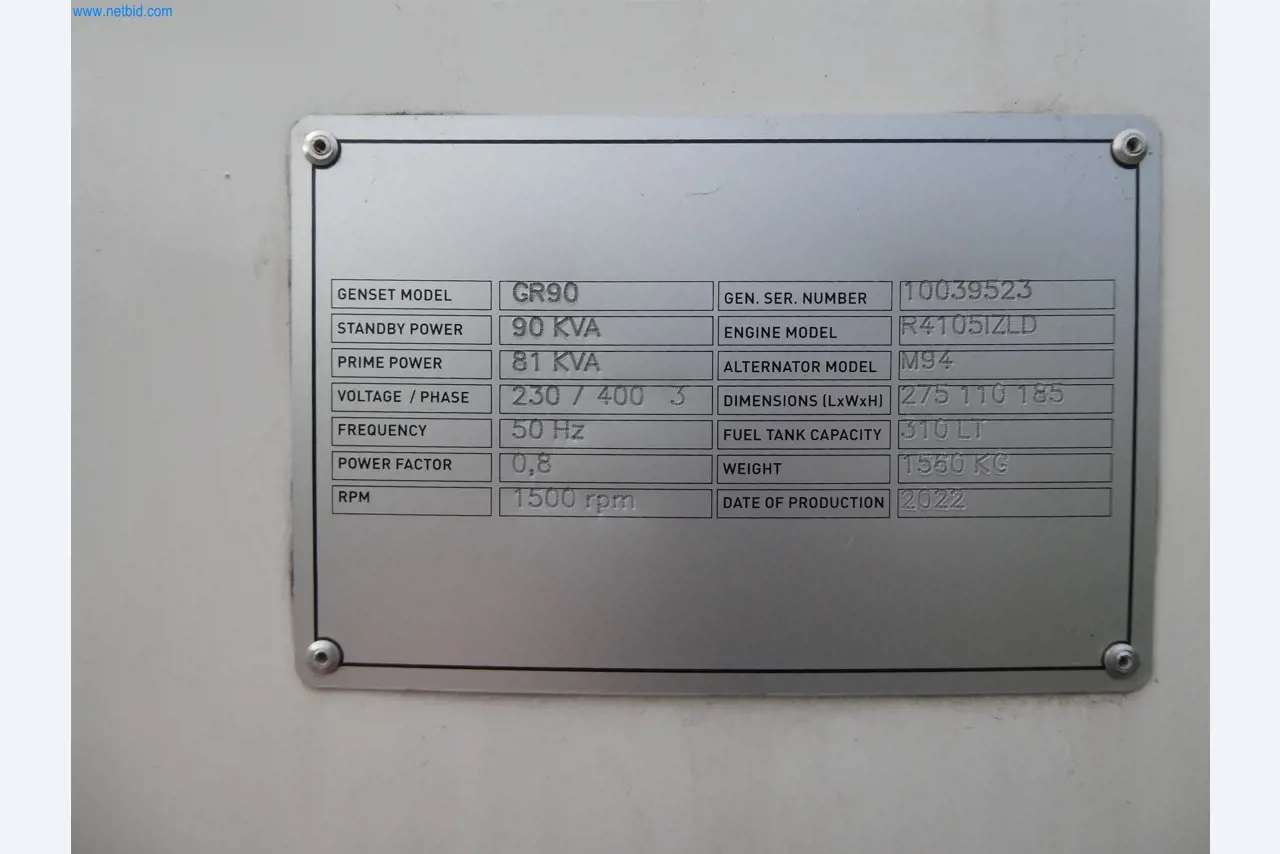 www.netbid.com
GENSET MODEL GR90 GEN. SER. NUMBER 10039523
STANDBY POWER 90 KVA ENGINE MODEL R4105IZLD
PRIME POWER 81 KVA ALTERNATOR MODEL M94
VOLTAGE / PHASE 230 / 400 3 DIMENSIONS (LxWxH) 275 110 185
FREQUENCY 50 Hz FUEL TANK CAPACITY 310 LT
POWER FACTOR 0,8 WEIGHT 1560 KG
RPM 1500 rpm DATE OF PRODUCTION 2022